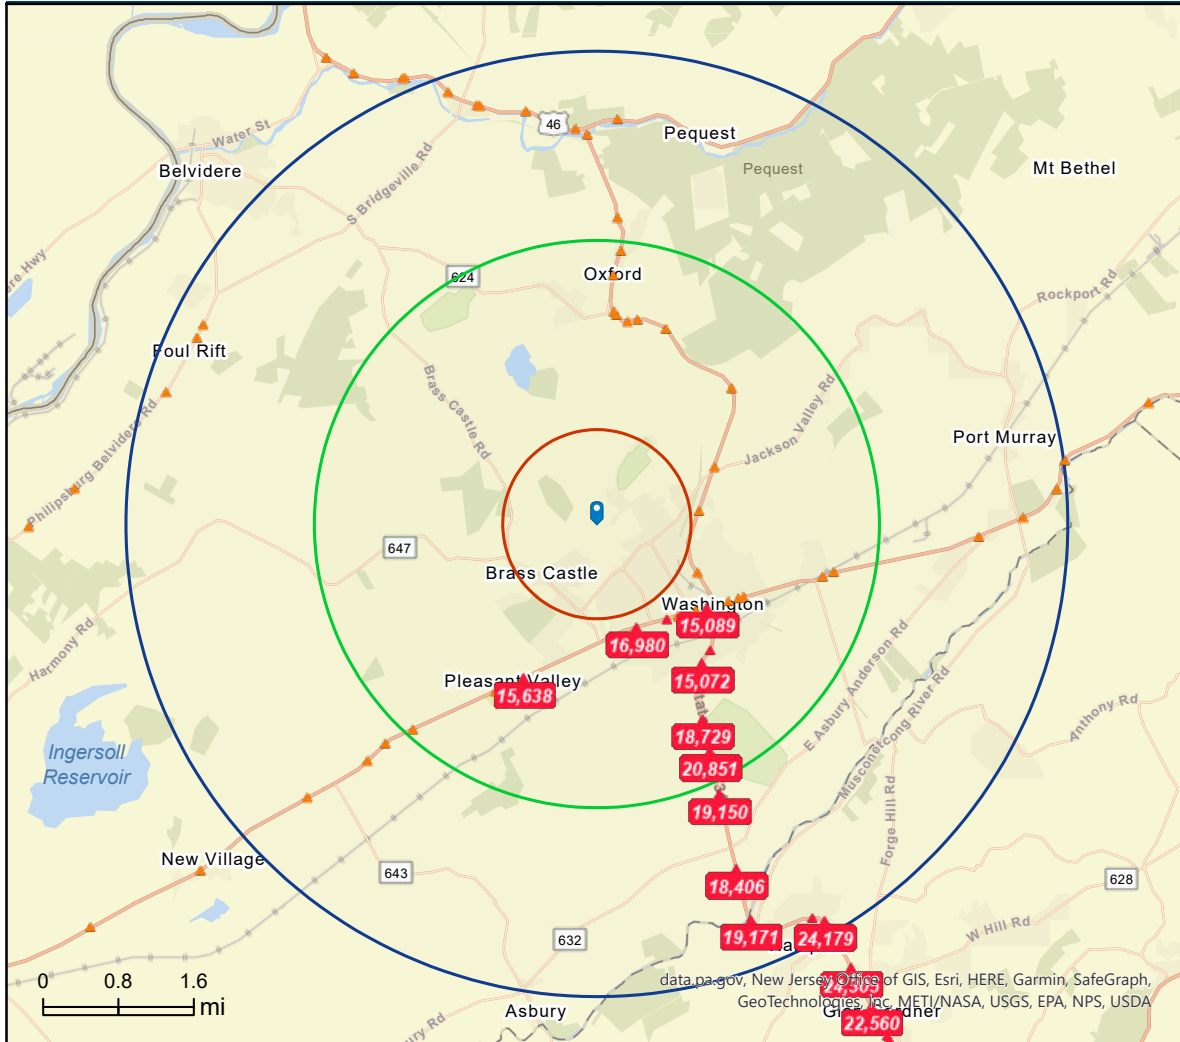 46
Water St
Pequest
Belvidere
Pequest
Mt Bethel
S Bridgeville Rd
624
Oxford
Rockport Rd
Foul Rift
Brass Castle Rd
Jackson Valley Rd
Port Murray
Philipsburg Belvidere Rd
647
Brass Castle
Washington
15,089
16,980
Harmony Rd
15,072
Pleasant Valley
15,638
E Asbury Anderson Rd
Musconetcong River Rd
Anthony Rd
18,729
Ingersoll
Reservoir
20,851
19,150
Forge Hill Rd
New Village
643
18,406
628
W Hill Rd
632
19,171
24,179
0 0.8 1.6
mi
data.pa.gov, New Jersey Office of GIS, Esri, HERE, Garmin, SafeGraph,
GeoTechnologies, Inc, METI/NASA, USGS, EPA, NPS, USDA
Asbury
22,560